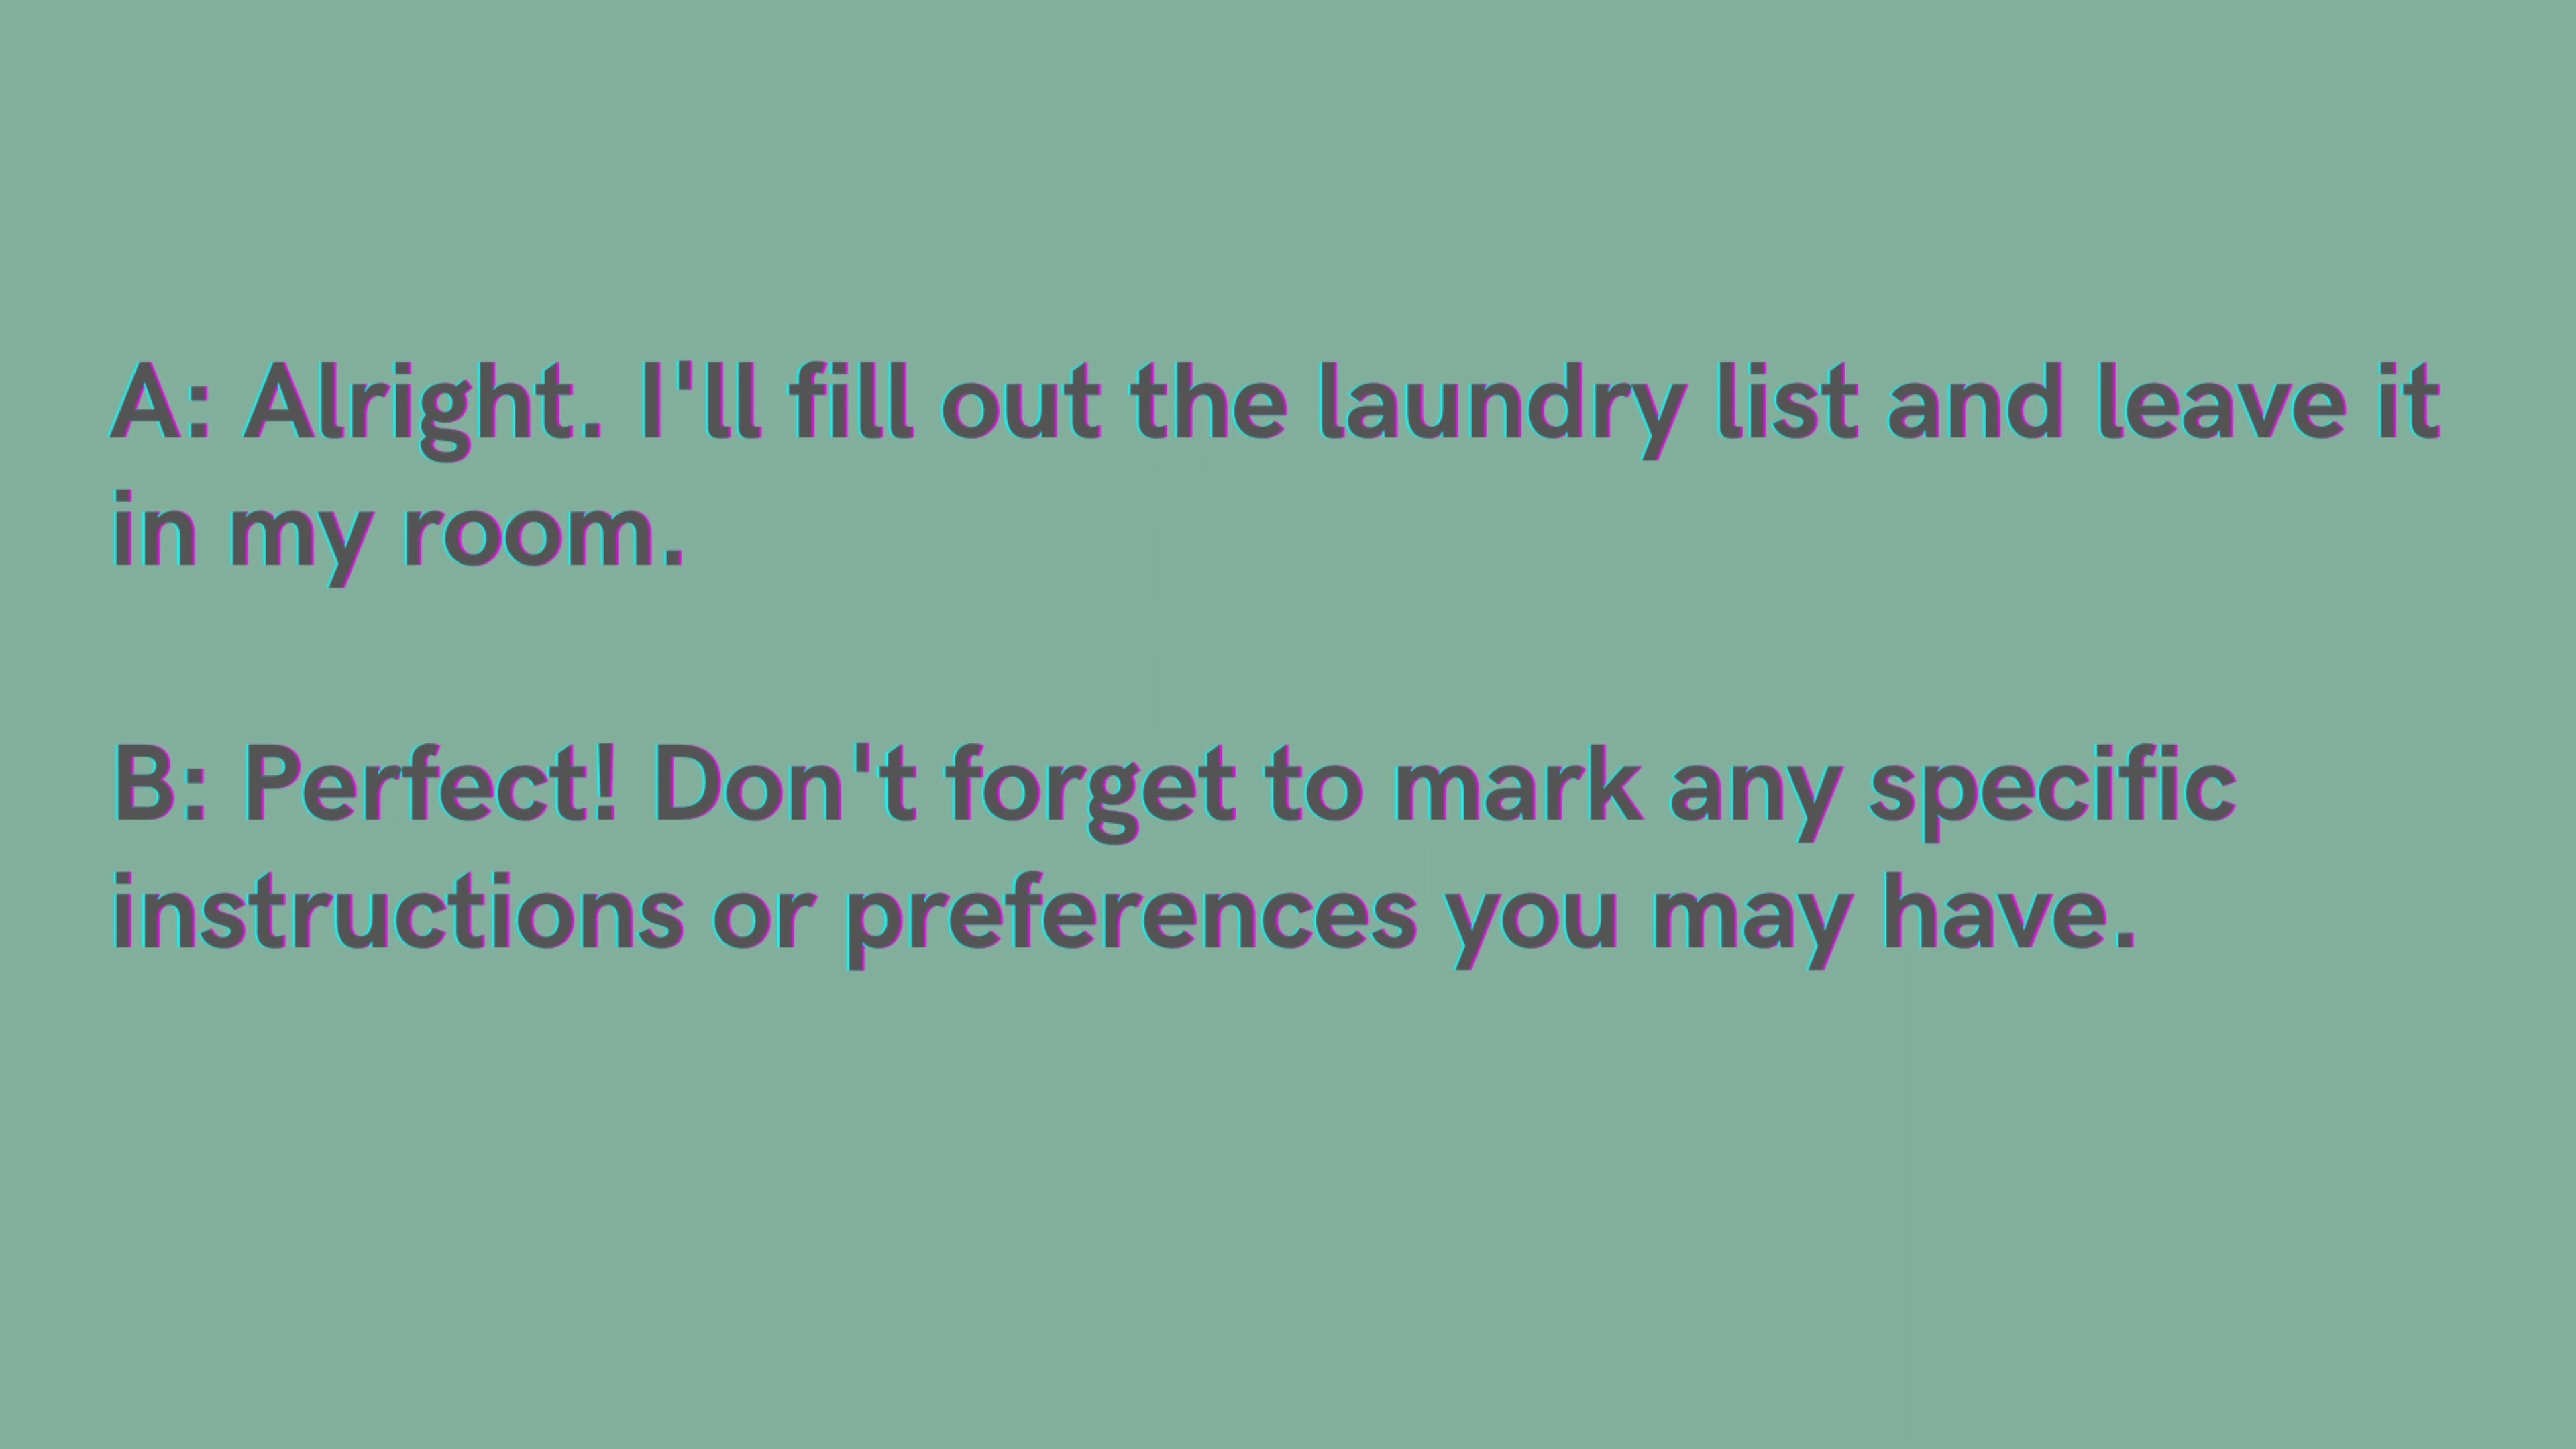 A: Alright. I'll fill out the laundry list and leave it
in my room.
B: Perfect! Don't forget to mark any specific
instructions or preferences you may have.